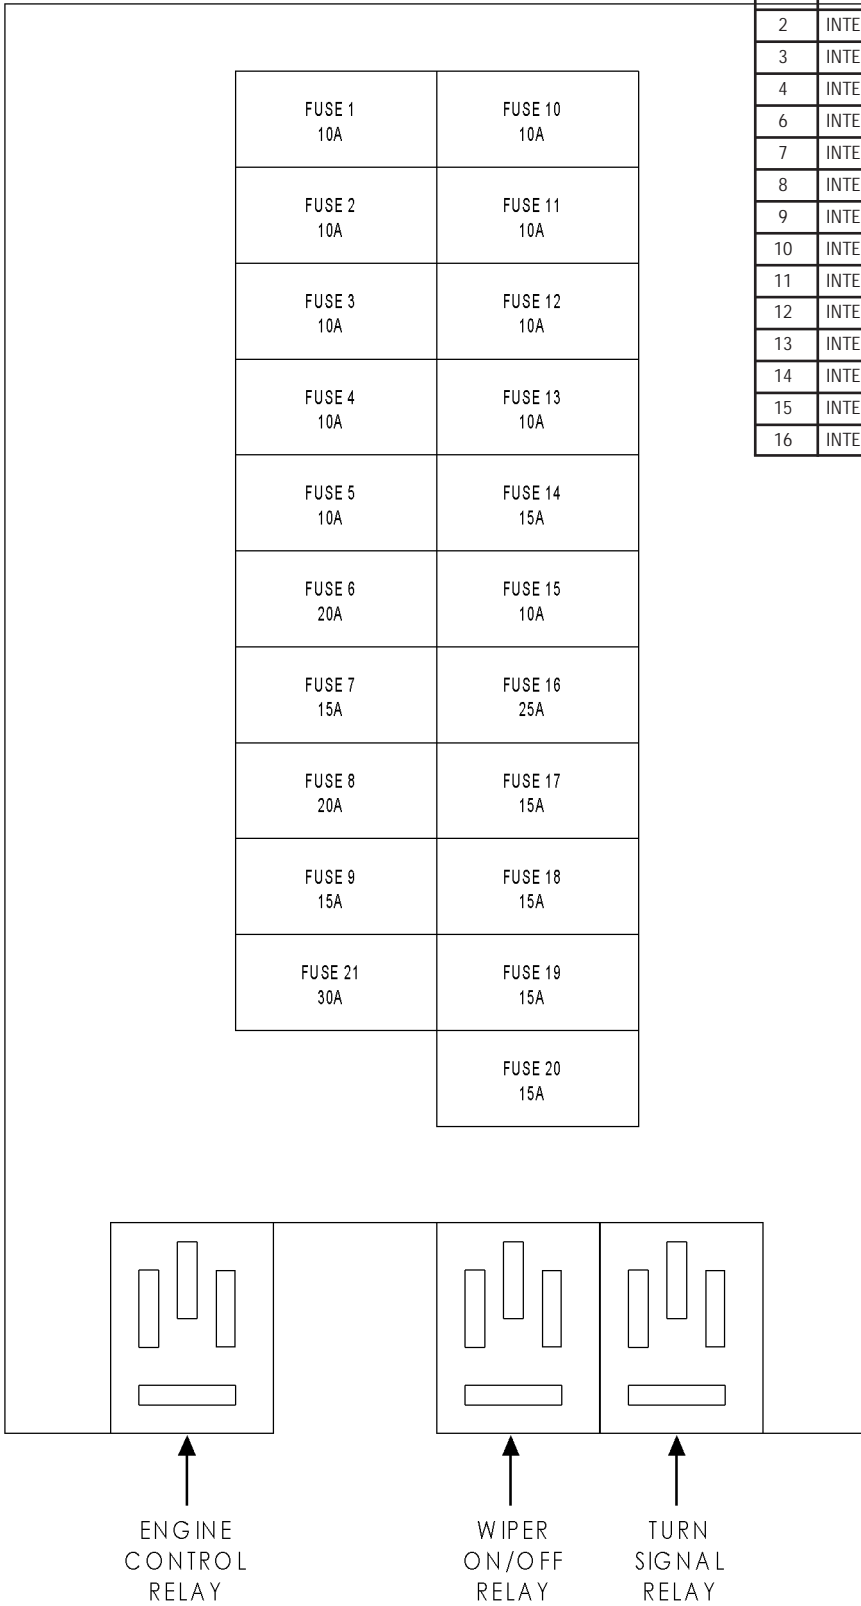 FUSE 1
10A
FUSE 10
10A
FUSE 2
10A
FUSE 11
10A
FUSE 3
10A
FUSE 12
10A
FUSE 4
10A
FUSE 13
10A
FUSE 5
10A
FUSE 14
15A
FUSE 6
20A
FUSE 15
10A
FUSE 7
15A
FUSE 16
25A
FUSE 8
20A
FUSE 17
15A
FUSE 9
15A
FUSE 18
15A
FUSE 21
30A
FUSE 19
15A
FUSE 20
15A
2 INTE
3 INTE
4 INTE
6 INTE
7 INTE
8 INTE
9 INTE
10 INTE
11 INTE
12 INTE
13 INTE
14 INTE
15 INTE
16 INTE
ENGINE
CONTROL
RELAY
WIPER
ON/OFF
RELAY
TURN
SIGNAL
RELAY